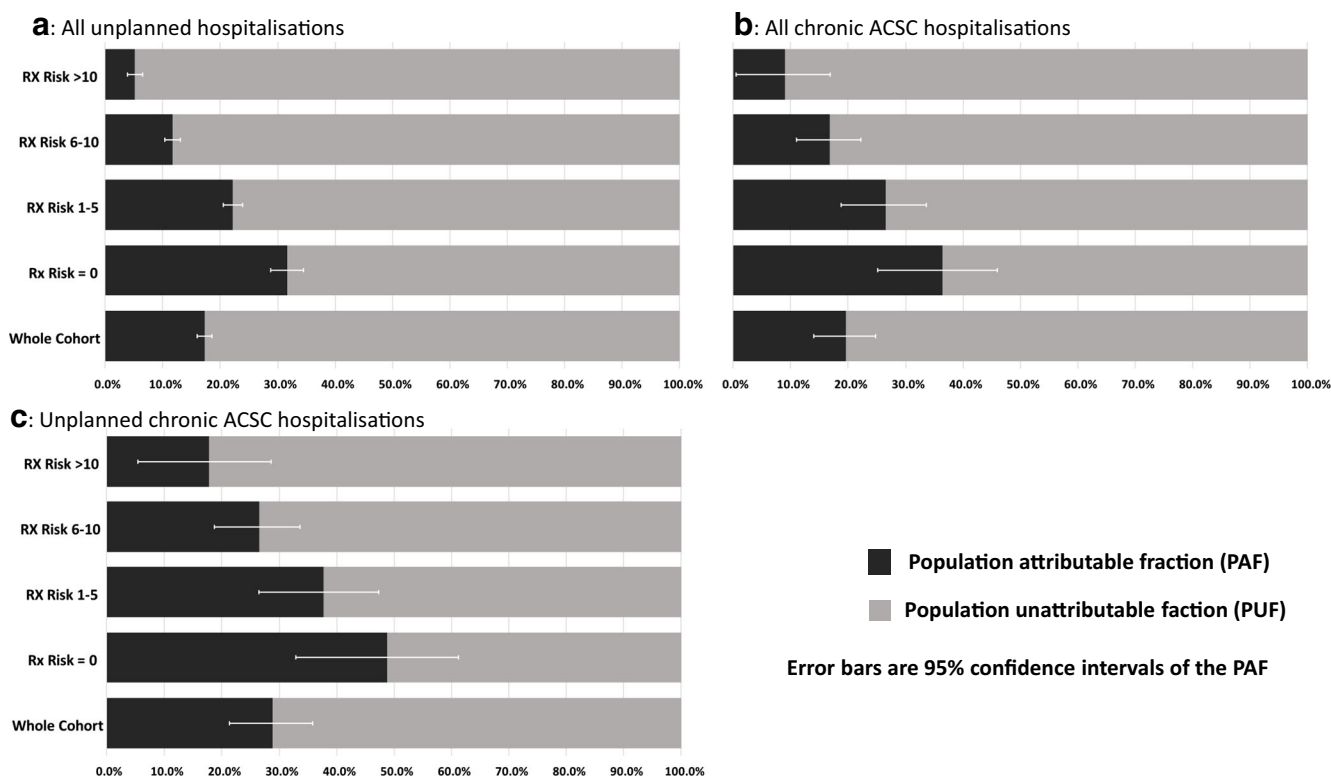 a: All unplanned hospitalisations
RX Risk >10
RX Risk 6-10
RX Risk 1-5
Rx Risk = 0
Whole Cohort
0.0% 10.0% 20.0% 30.0% 40.0% 50.0% 60.0% 70.0% 80.0% 90.0% 100.0%
b: All chronic ACSC hospitalisations
0.0% 10.0% 20.0% 30.0% 40.0% 50.0% 60.0% 70.0% 80.0% 90.0% 100.0%
c: Unplanned chronic ACSC hospitalisations
RX Risk >10
RX Risk 6-10
RX Risk 1-5
Rx Risk = 0
Whole Cohort
0.0% 10.0% 20.0% 30.0% 40.0% 50.0% 60.0% 70.0% 80.0% 90.0% 100.0%
Population attributable fraction (PAF)
Population unattributable faction (PUF)
Error bars are 95% confidence intervals of the PAF